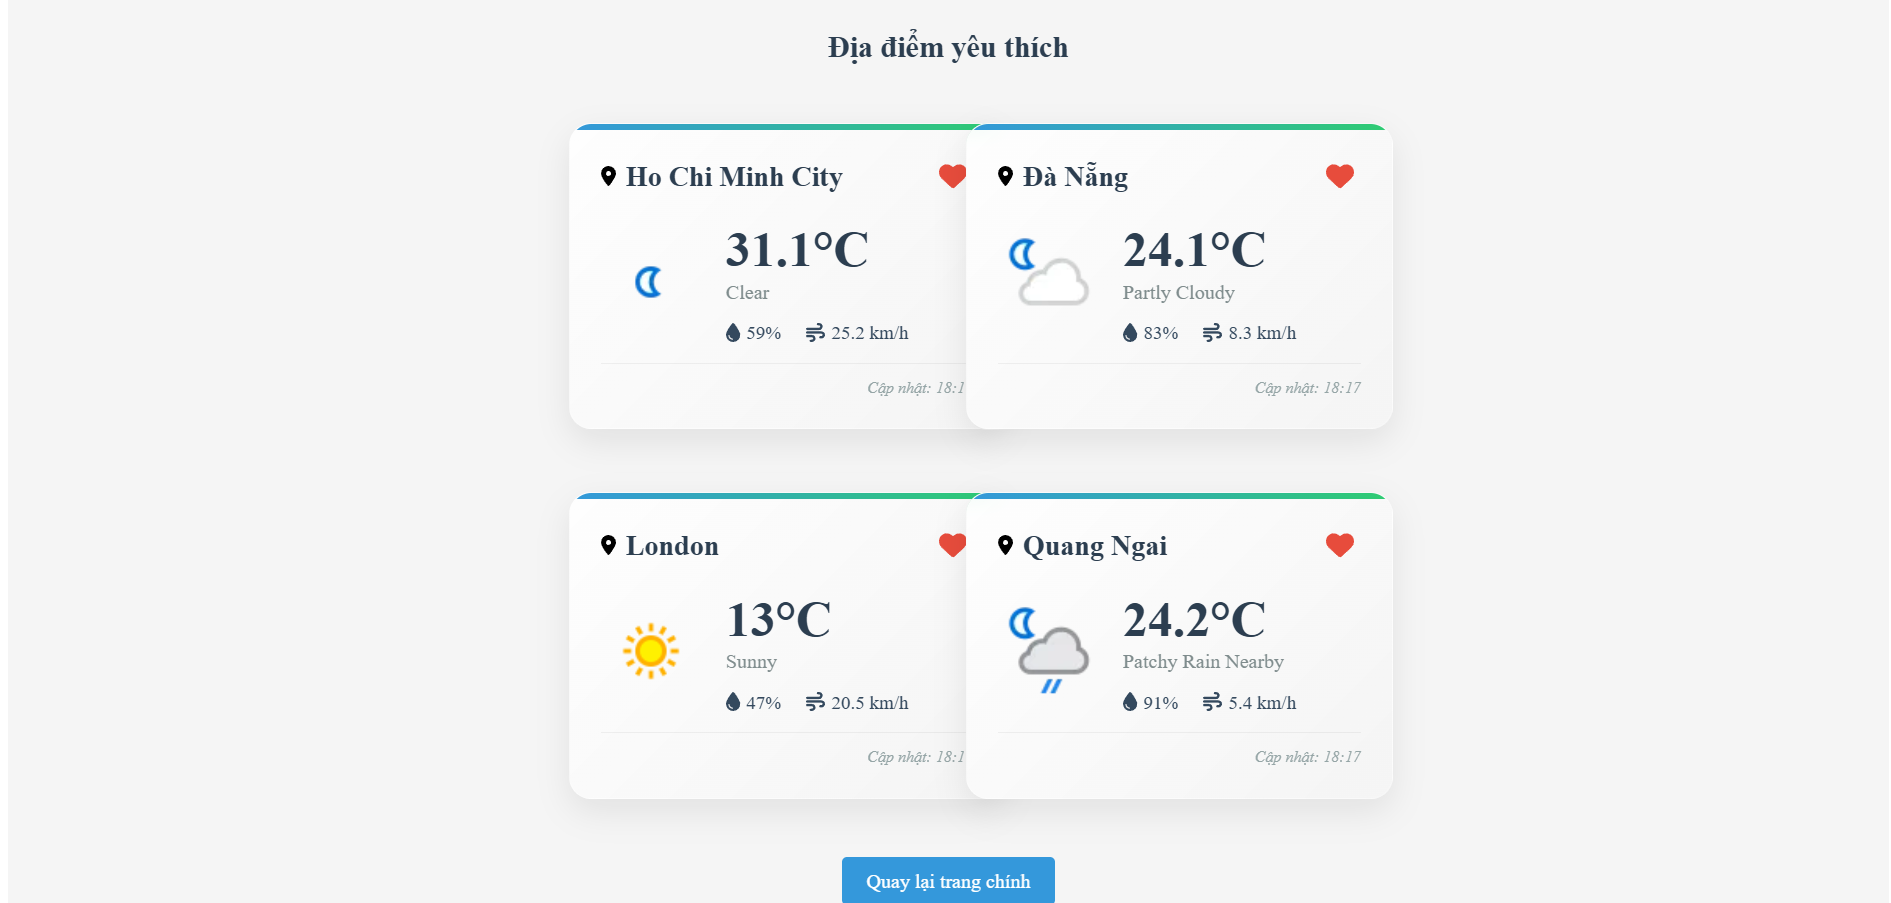 Địa điểm yêu thích
Ho Chi Minh City
31.1°C
Clear
59% 25.2 km/h
Cập nhật: 18:1
Đà Nẵng
24.1°C
Partly Cloudy
83% 8.3 km/h
Cập nhật: 18:17
London
13°C
Sunny
47% 20.5 km/h
Cập nhật: 18:1
Quang Ngai
24.2°C
Patchy Rain Nearby
91% 5.4 km/h
Cập nhật: 18:17
Quay lại trang chính